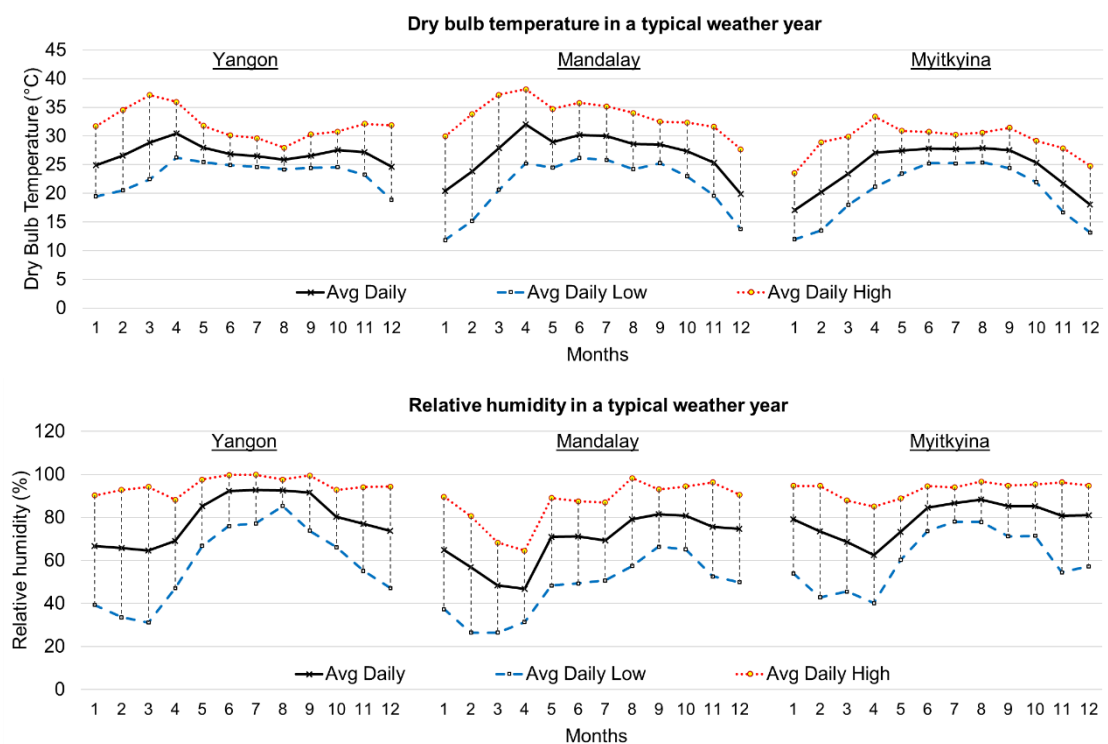 Dry bulb temperature in a typical weather year
Yangon Mandalay Myitkyina
Dry Bulb Temperature (°C)
45
40
35
30
25
20
15
10
5
0
Avg Daily Avg Daily Low Avg Daily High
1 2 3 4 5 6 7 8 9 10 11 12 1 2 3 4 5 6 7 8 9 10 11 12 1 2 3 4 5 6 7 8 9 10 11 12
Months
Relative humidity in a typical weather year
Yangon Mandalay Myitkyina
Relative humidity (%)
120
100
80
60
40
20
0
Avg Daily Avg Daily Low Avg Daily High
1 2 3 4 5 6 7 8 9 10 11 12 1 2 3 4 5 6 7 8 9 10 11 12 1 2 3 4 5 6 7 8 9 10 11 12
Months